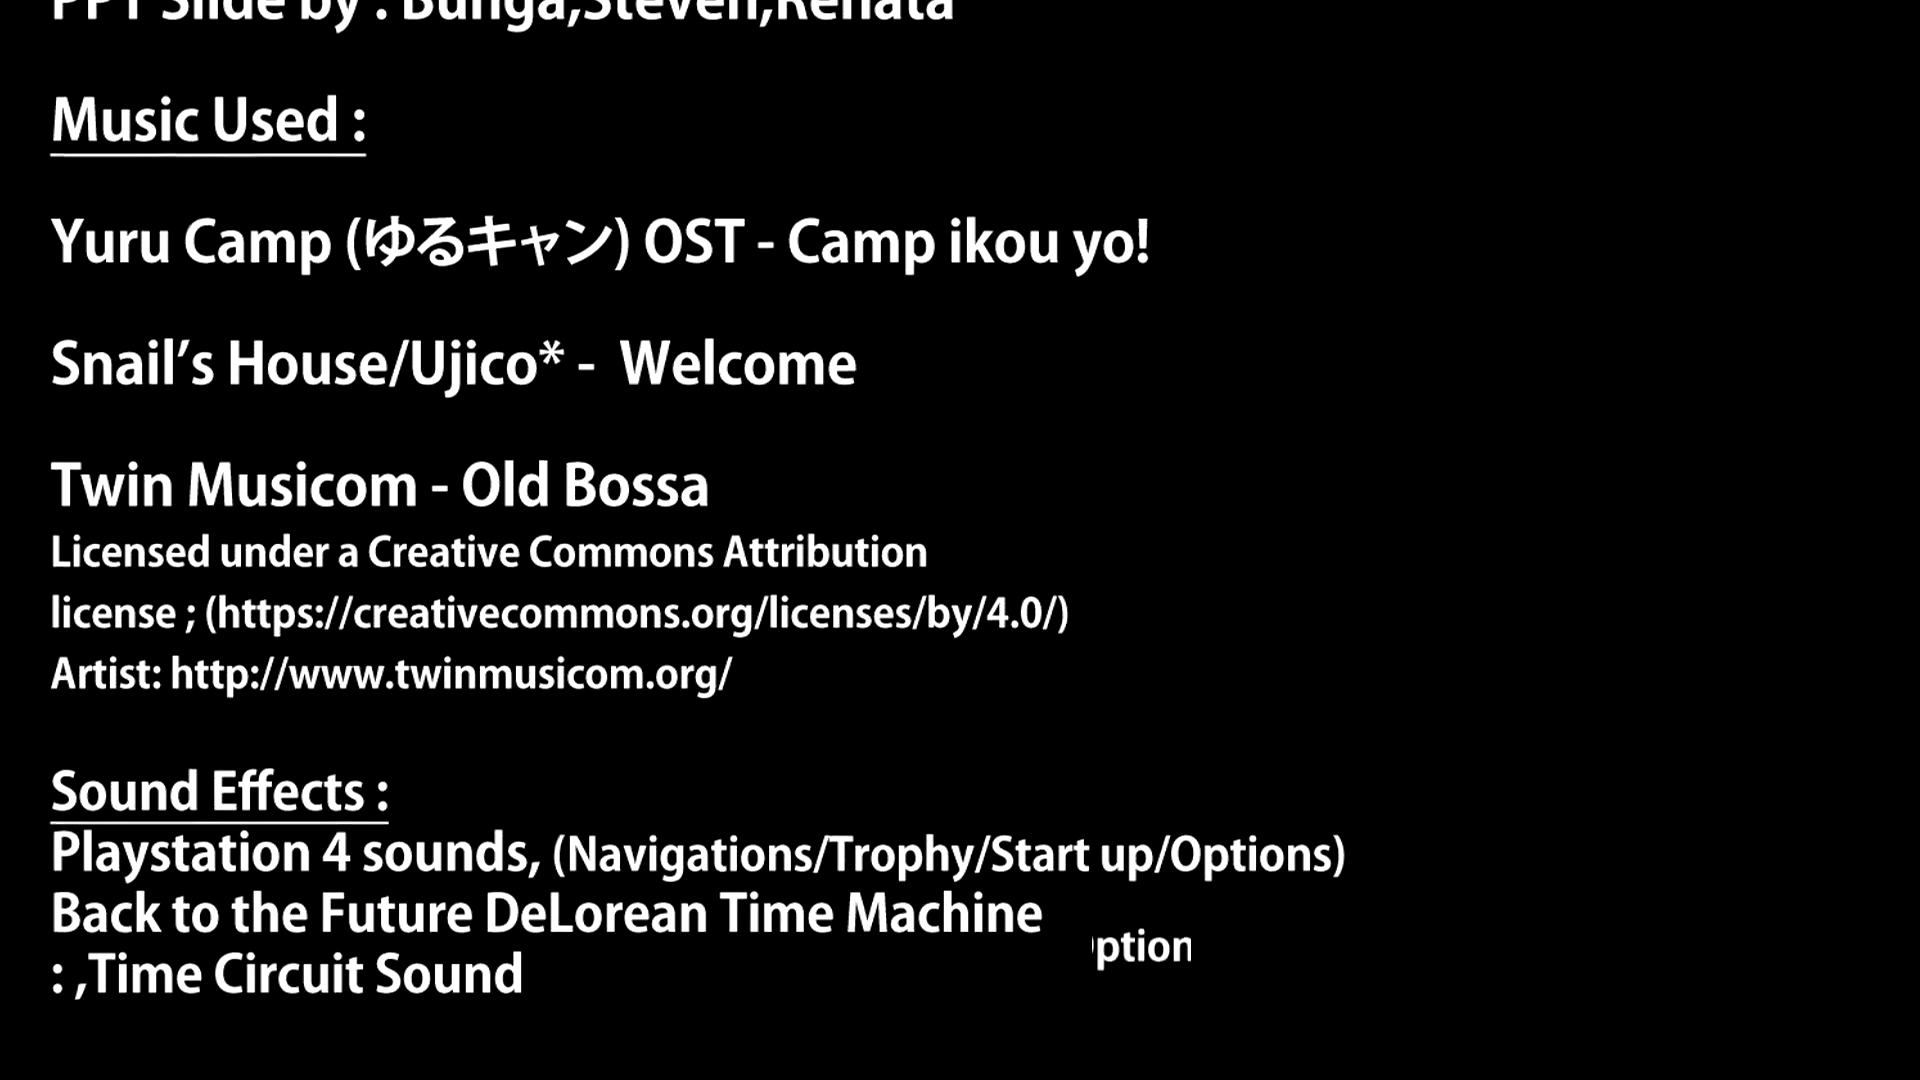 PPT Slide by : Bunga,Steven,Renata
Music Used :
Yuru Camp (ゆるキャン) OST - Camp ikou yo!
Snail’s House/Ujico* -  Welcome
Twin Musicom - Old Bossa
Licensed under a Creative Commons Attribution
license ; (https://creativecommons.org/licenses/by/4.0/)
Artist: http://www.twinmusicom.org/
Sound Effects :
Playstation 4 sounds, (Navigations/Trophy/Start up/Options)
Back to the Future DeLorean Time Machine
: ,Time Circuit Sound
ption